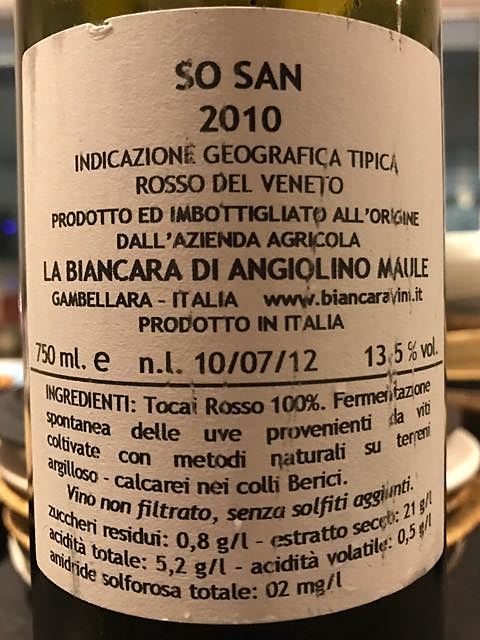 SO SAN
2010
INDICAZIONE GEOGRAFICA TIPICA
ROSSO DEL VENETO
PRODOTTO ED IMBOTTIGLIATO ALL'ORIGINE
DALL'AZIENDA AGRICOLA
LA BIANCARA DI ANGIOLINO MAULE
GAMBELLARA - ITALIA www.biancaravini.it
PRODOTTO IN ITALIA
750 ml. e n.l. 10/07/12 13,5 % vol.
INGREDIENTI: Tocai Rosso 100%. Fermentazione
spontanea delle uve provenienti da viti
coltivate con metodi naturali su terreni
argilloso - calcarei nei colli Berici.
Vino non filtrato, senza solfiti aggiunti.
zuccheri residui: 0,8 g/l - estratto secco: 21 g/l
acidità totale: 5,2 g/l - acidità volatile: 0,5 g/l
anidride solforosa totale: 02 mg/l